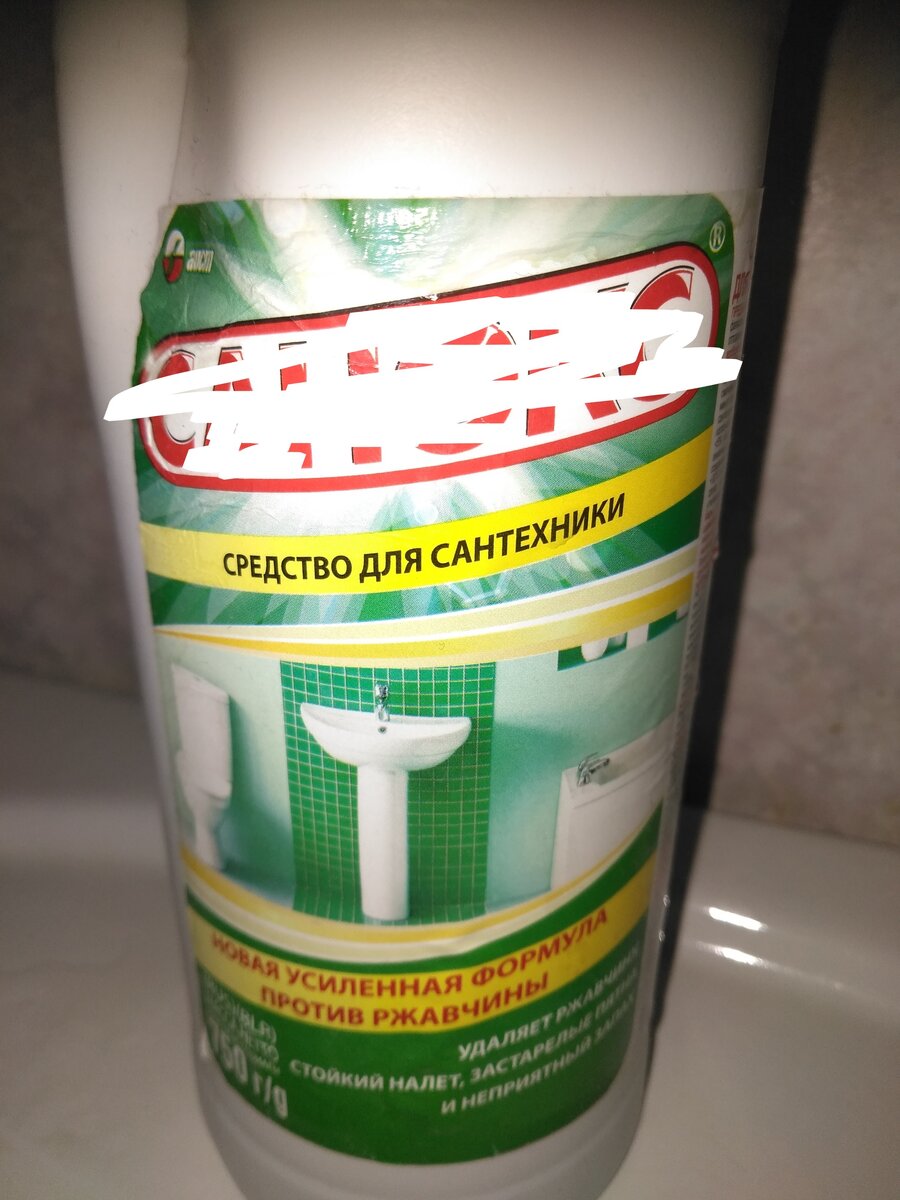 аист
®
СРЕДСТВО ДЛЯ САНТЕХНИКИ
НОВАЯ УСИЛЕННАЯ ФОРМУЛА
ПРОТИВ РЖАВЧИНЫ
УДАЛЯЕТ РЖАВЧИНУ,
СТОЙКИЙ НАЛЕТ, ЗАСТАРЕЛЫЕ ПЯТНА
И НЕПРИЯТНЫЙ ЗАПАХ
750 г/g